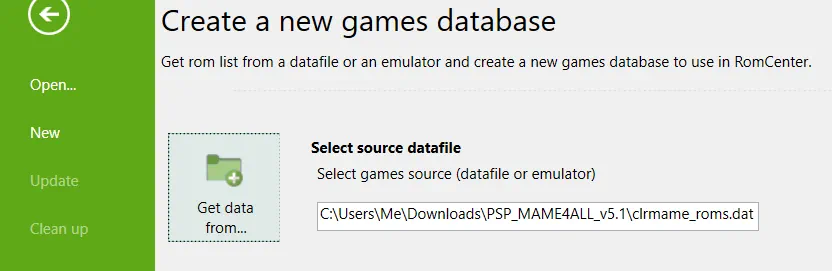 Create a new games database
Get rom list from a datafile or an emulator and create a new games database to use in RomCenter.
Open...
New
Update
Clean up
Get data
from...
Select source datafile
Select games source (datafile or emulator)
C:\Users\Me\Downloads\PSP_MAME4ALL_v5.1\clrmame_roms.dat